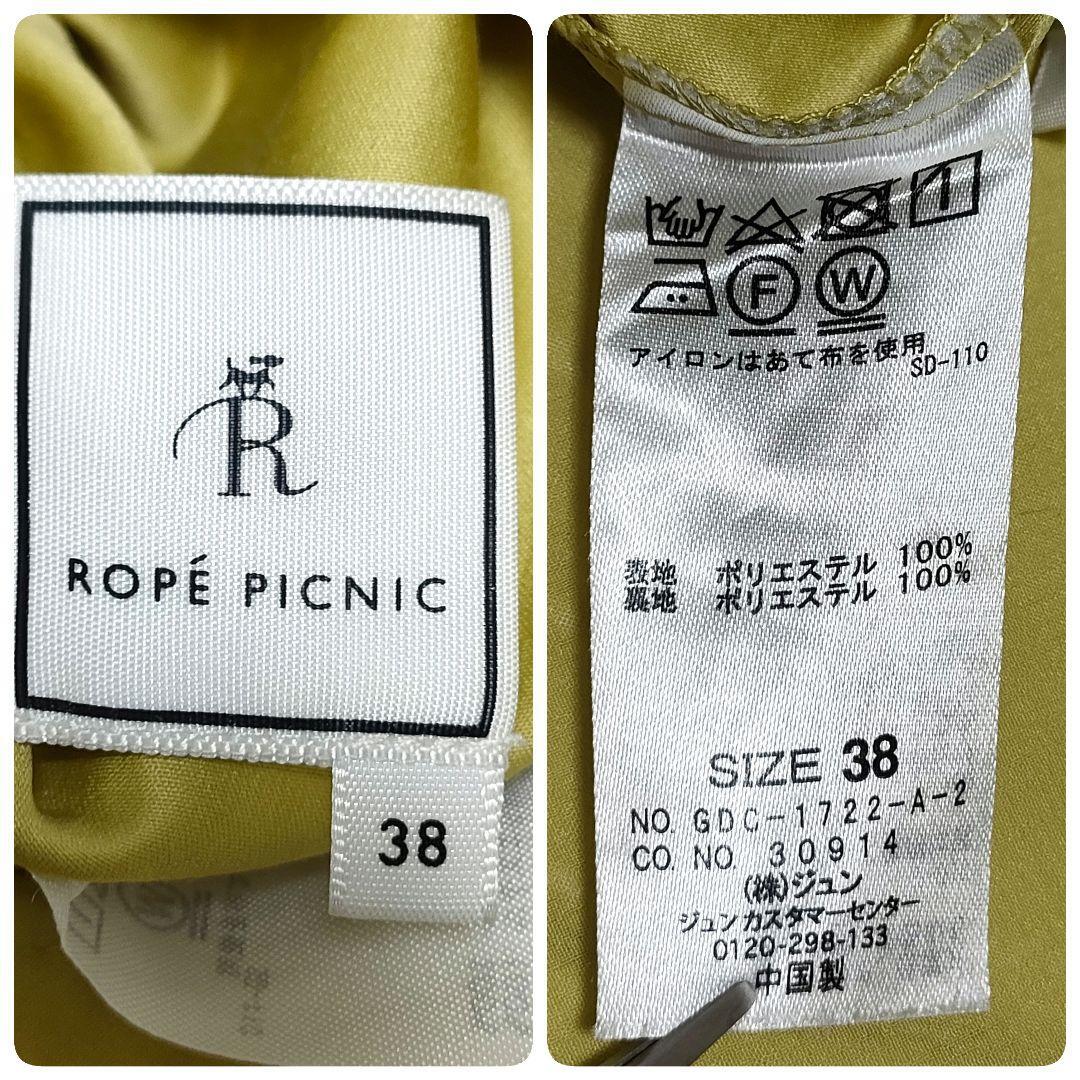 R
ROPÉ PICNIC
38
F W
アイロンはあて布を使用
SD-110
表地 ポリエステル 100%
裏地 ポリエステル 100%
SIZE 38
NO. GDC-1722-A-2
CO. NO. 30914
(株)ジュン
ジュンカスタマーセンター
0120-298-133
中国製